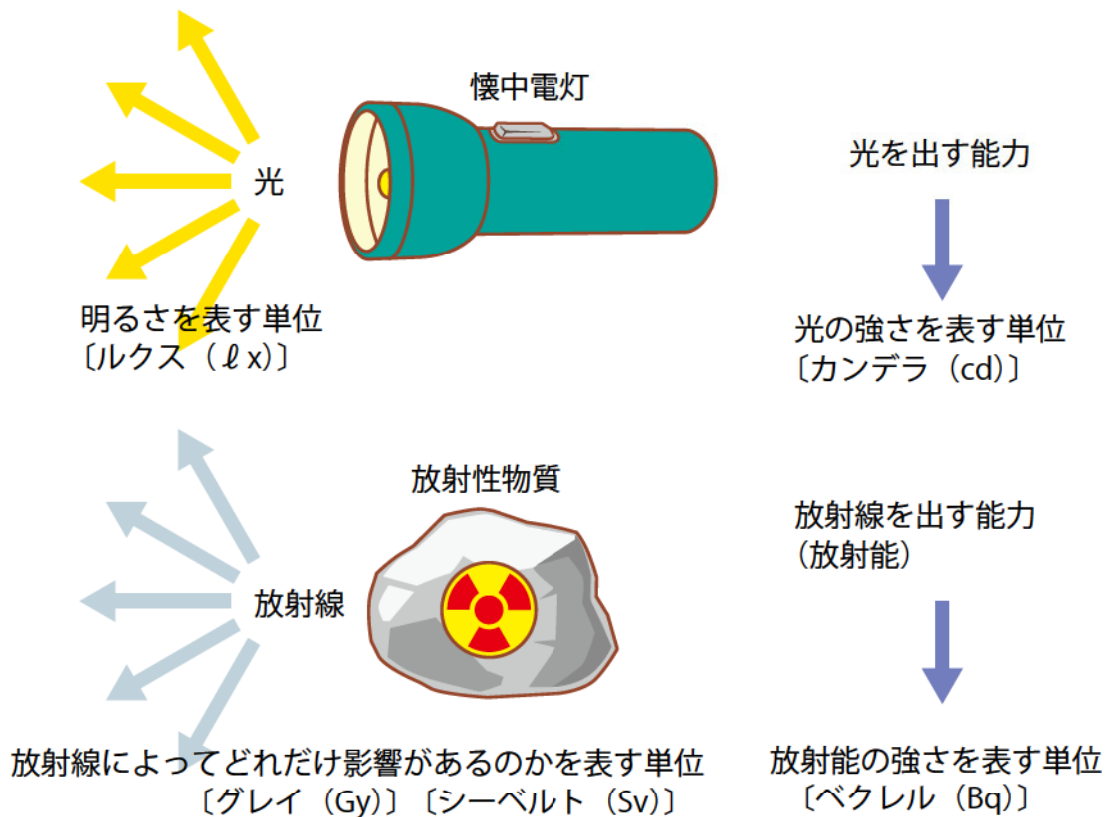 懐中電灯
光を出す能力
光
明るさを表す単位
〔ルクス（ℓx）〕
光の強さを表す単位
〔カンデラ（cd）〕
放射性物質
放射線を出す能力
（放射能）
放射線
放射線によってどれだけ影響があるのかを表す単位
〔グレイ（Gy）〕〔シーベルト（Sv）〕
放射能の強さを表す単位
〔ベクレル（Bq）〕